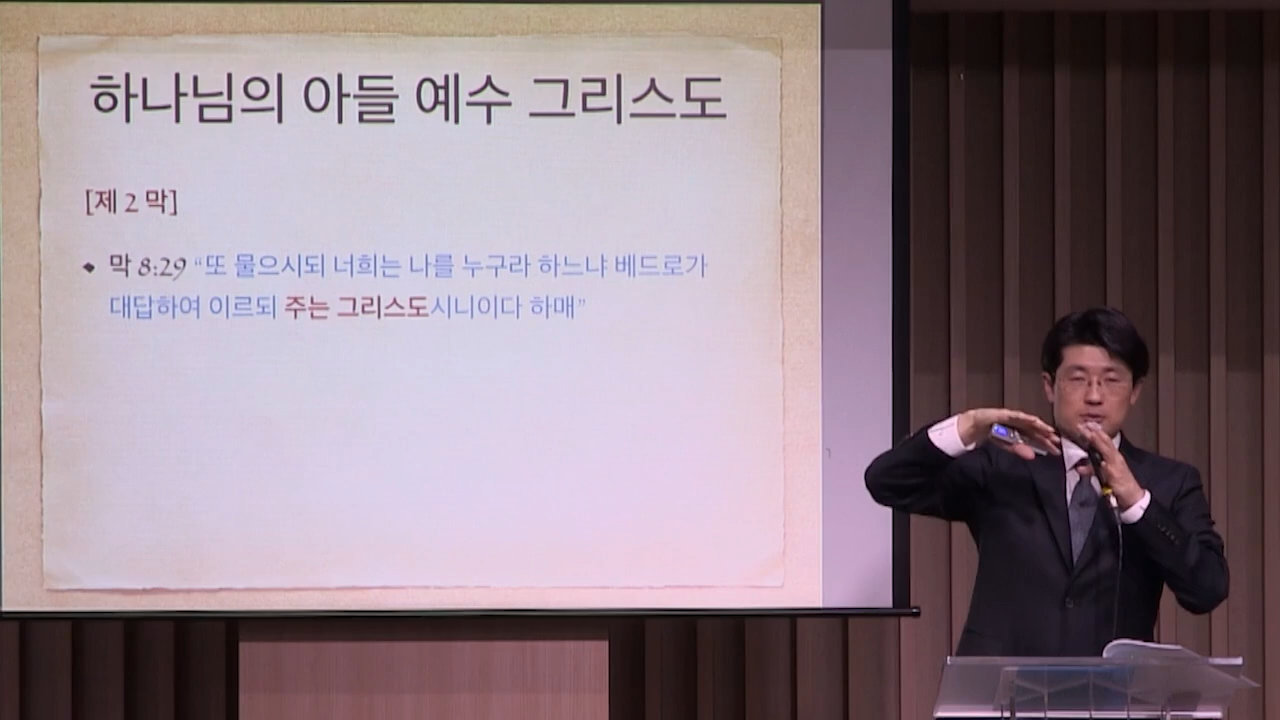 하나님의 아들 예수 그리스도
[제 2 막]
◆ 막 8:29 “또 물으시되 너희는 나를 누구라 하느냐 베드로가
대답하여 이르되 주는 그리스도시니이다 하매”